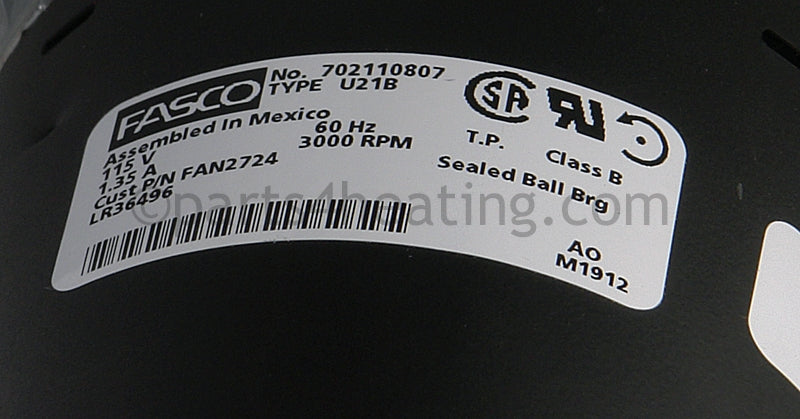 FASCO
No. 702110807
TYPE U21B
Assembled In Mexico
115 V 60 Hz
1.35 A 3000 RPM
Cust P/N FAN2724
LR36496
SA
T.P. Class B
Sealed Ball Brg
AO
M1912
©parts4heating.com